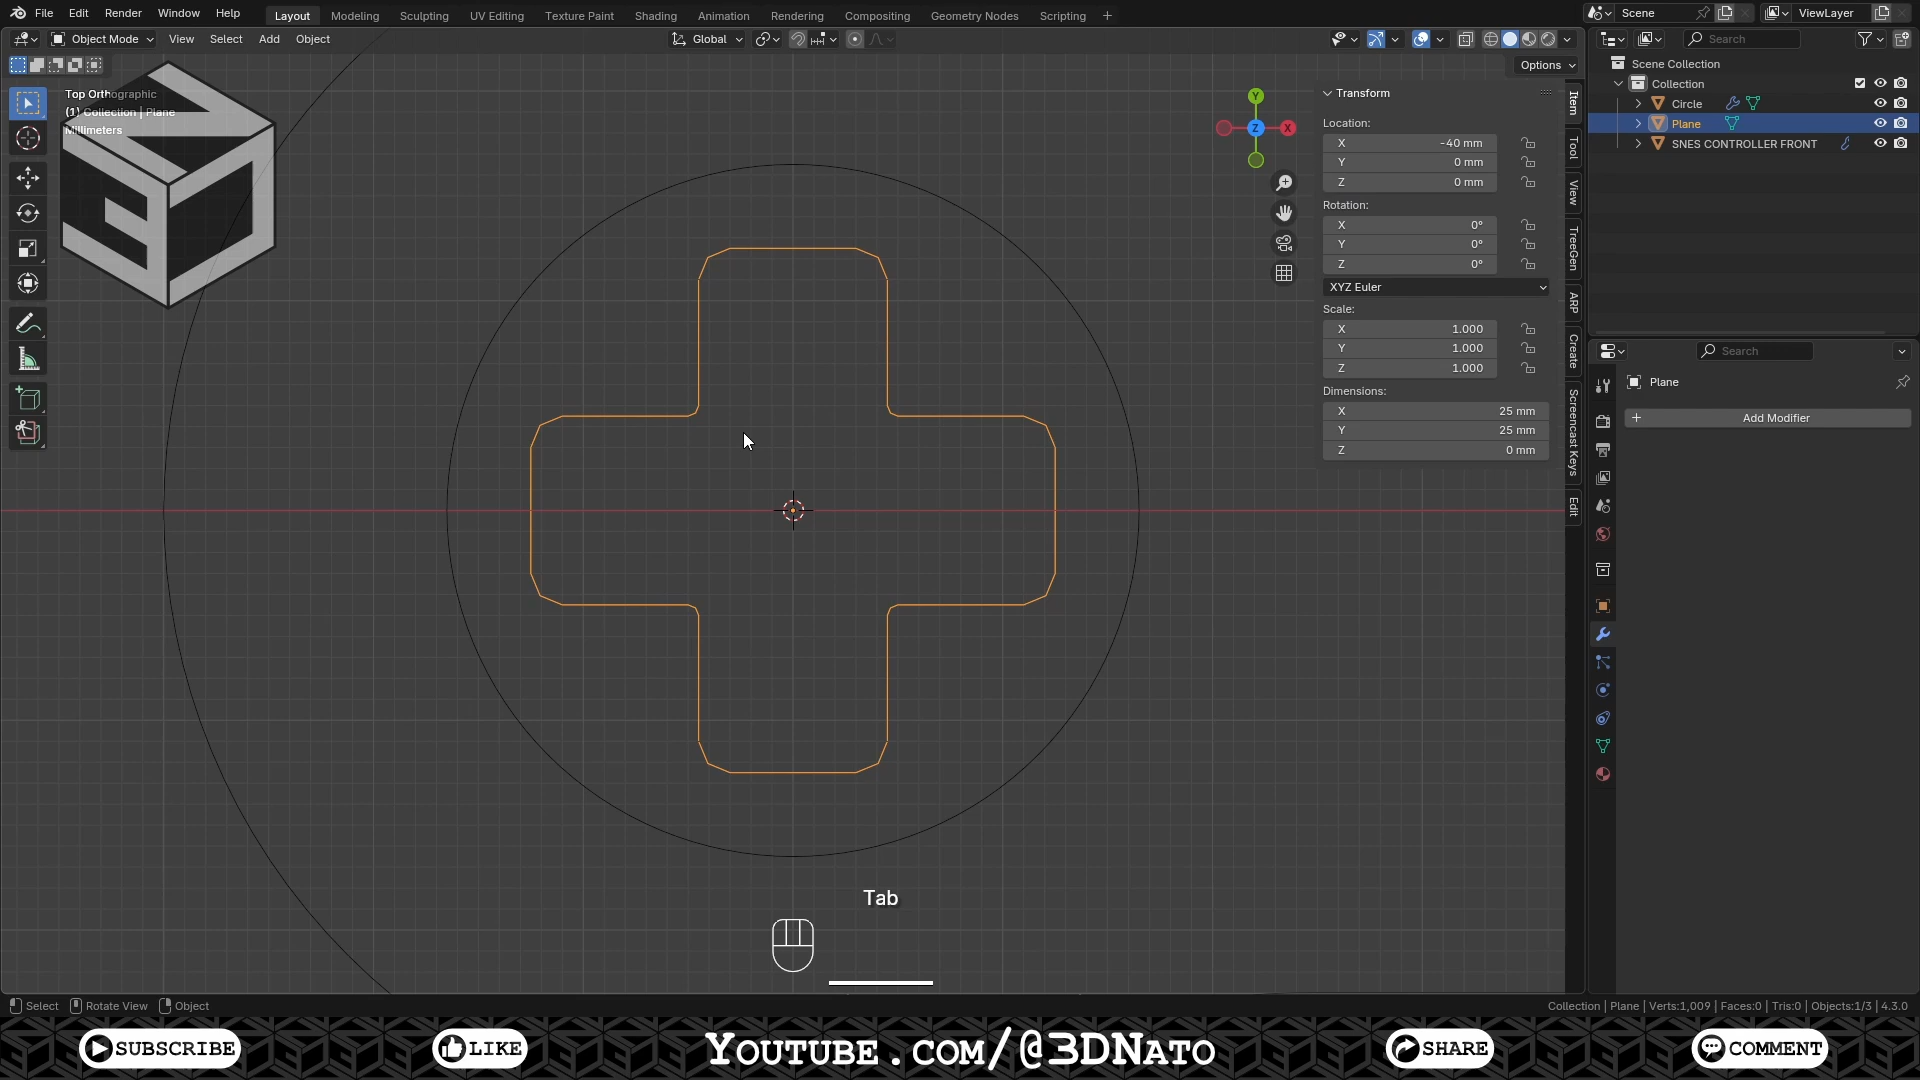 File Edit Render Window Help Layout Modeling Sculpting UV Editing Texture Paint Shading Animation Rendering Compositing Geometry Nodes Scripting + Scene ViewLayer
Object Mode View Select Add Object Global Search
Options
Top Orthographic
(1) Collection | Plane
Millimeters
Y
Z
X
Transform
Location:
X -40 mm
Y 0 mm
Z 0 mm
Rotation:
X 0°
Y 0°
Z 0°
XYZ Euler
Scale:
X 1.000
Y 1.000
Z 1.000
Dimensions:
X 25 mm
Y 25 mm
Z 0 mm
Item
Tool
View
TreeGen
ARP
Create
Screencast Keys
Edit
Scene Collection
Collection
Circle
Plane
SNES CONTROLLER FRONT
Search
Plane
+ Add Modifier
Tab
Select Rotate View Object
Collection | Plane | Verts:1,009 | Faces:0 | Tris:0 | Objects:1/3 | 4.3.0
SUBSCRIBE LIKE YOUTUBE.COM/@3DNATO SHARE COMMENT